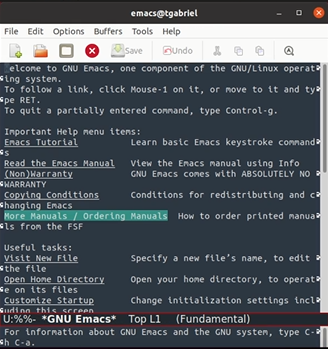 emacs@tgabriel
File Edit Options Buffers Tools Help
Save Undo
elcome to GNU Emacs, one component of the GNU/Linux operat
ing system.
To follow a link, click Mouse-1 on it, or move to it and ty
pe RET.
To quit a partially entered command, type Control-g.
Important Help menu items:
Emacs Tutorial Learn basic Emacs keystroke command
s
Read the Emacs Manual View the Emacs manual using Info
(Non)Warranty GNU Emacs comes with ABSOLUTELY NO
WARRANTY
Copying Conditions Conditions for redistributing and c
hanging Emacs
More Manuals / Ordering Manuals How to order printed manua
ls from the FSF
Useful tasks:
Visit New File Specify a new file's name, to edit
the file
Open Home Directory Open your home directory, to operat
e on its files
Customize Startup Change initialization settings incl
uding this screen
U:%%- *GNU Emacs* Top L1 (Fundamental)
For information about GNU Emacs and the GNU system, type C-
h C-a.